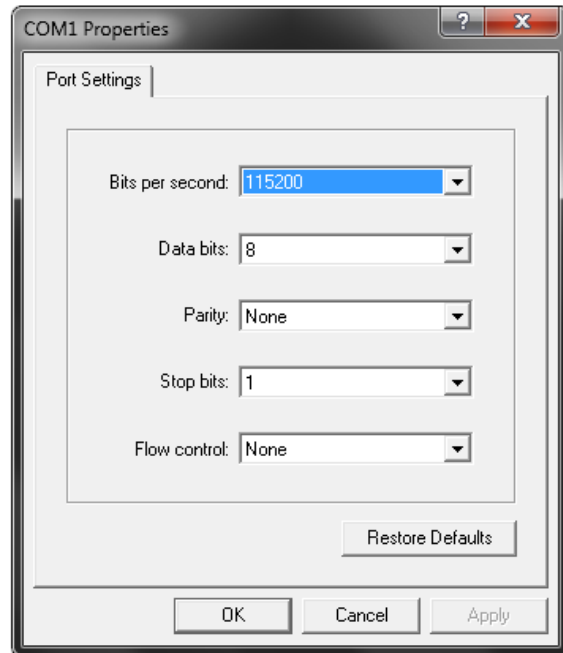 COM1 Properties
Port Settings
Bits per second: 115200
Data bits: 8
Parity: None
Stop bits: 1
Flow control: None
Restore Defaults
OK Cancel Apply